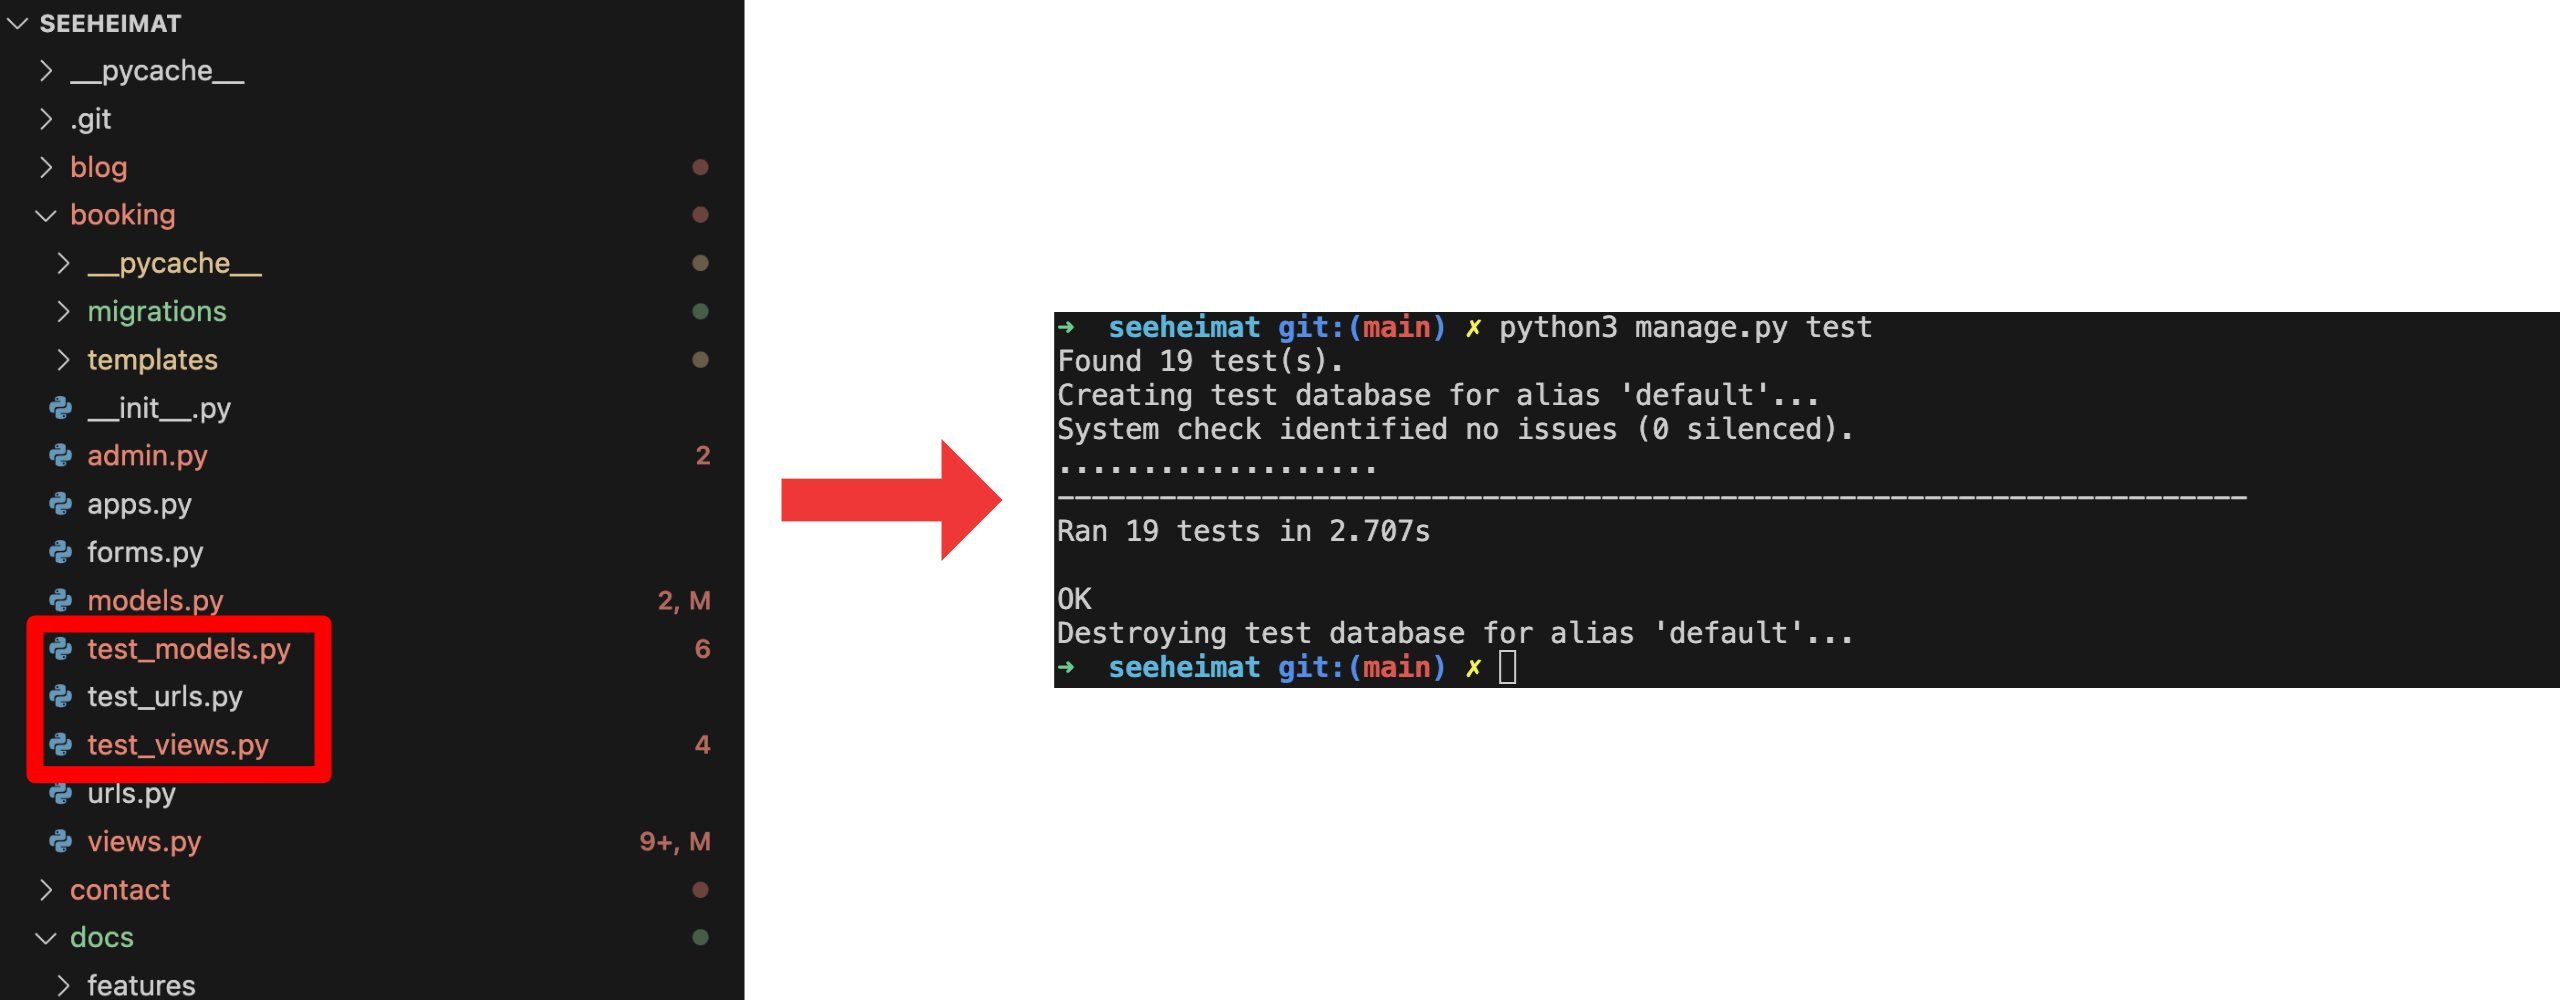 SEEHEIMAT
__pycache__
.git
blog
booking
__pycache__
migrations
templates
__init__.py
admin.py 2
apps.py
forms.py
models.py 2, M
test_models.py 6
test_urls.py
test_views.py 4
urls.py
views.py 9+, M
contact
docs
features
➜ seeheimat git:(main) ✗ python3 manage.py test
Found 19 test(s).
Creating test database for alias 'default'...
System check identified no issues (0 silenced).
...................
----------------------------------------------------------------------
Ran 19 tests in 2.707s
OK
Destroying test database for alias 'default'...
➜ seeheimat git:(main) ✗